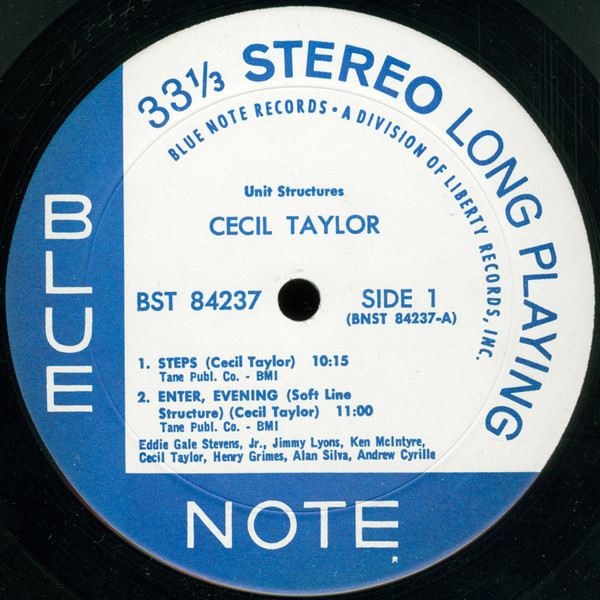 33 1/3 STEREO LONG PLAYING
BLUE NOTE RECORDS • A DIVISION OF LIBERTY RECORDS, INC.
Unit Structures
CECIL TAYLOR
BST 84237
SIDE 1
(BNST 84237-A)
1. STEPS (Cecil Taylor) 10:15
Tane Publ. Co. - BMI
2. ENTER, EVENING (Soft Line
Structure) (Cecil Taylor) 11:00
Tane Publ. Co. - BMI
Eddie Gale Stevens, Jr., Jimmy Lyons, Ken McIntyre,
Cecil Taylor, Henry Grimes, Alan Silva, Andrew Cyrille
BLUE
NOTE
R